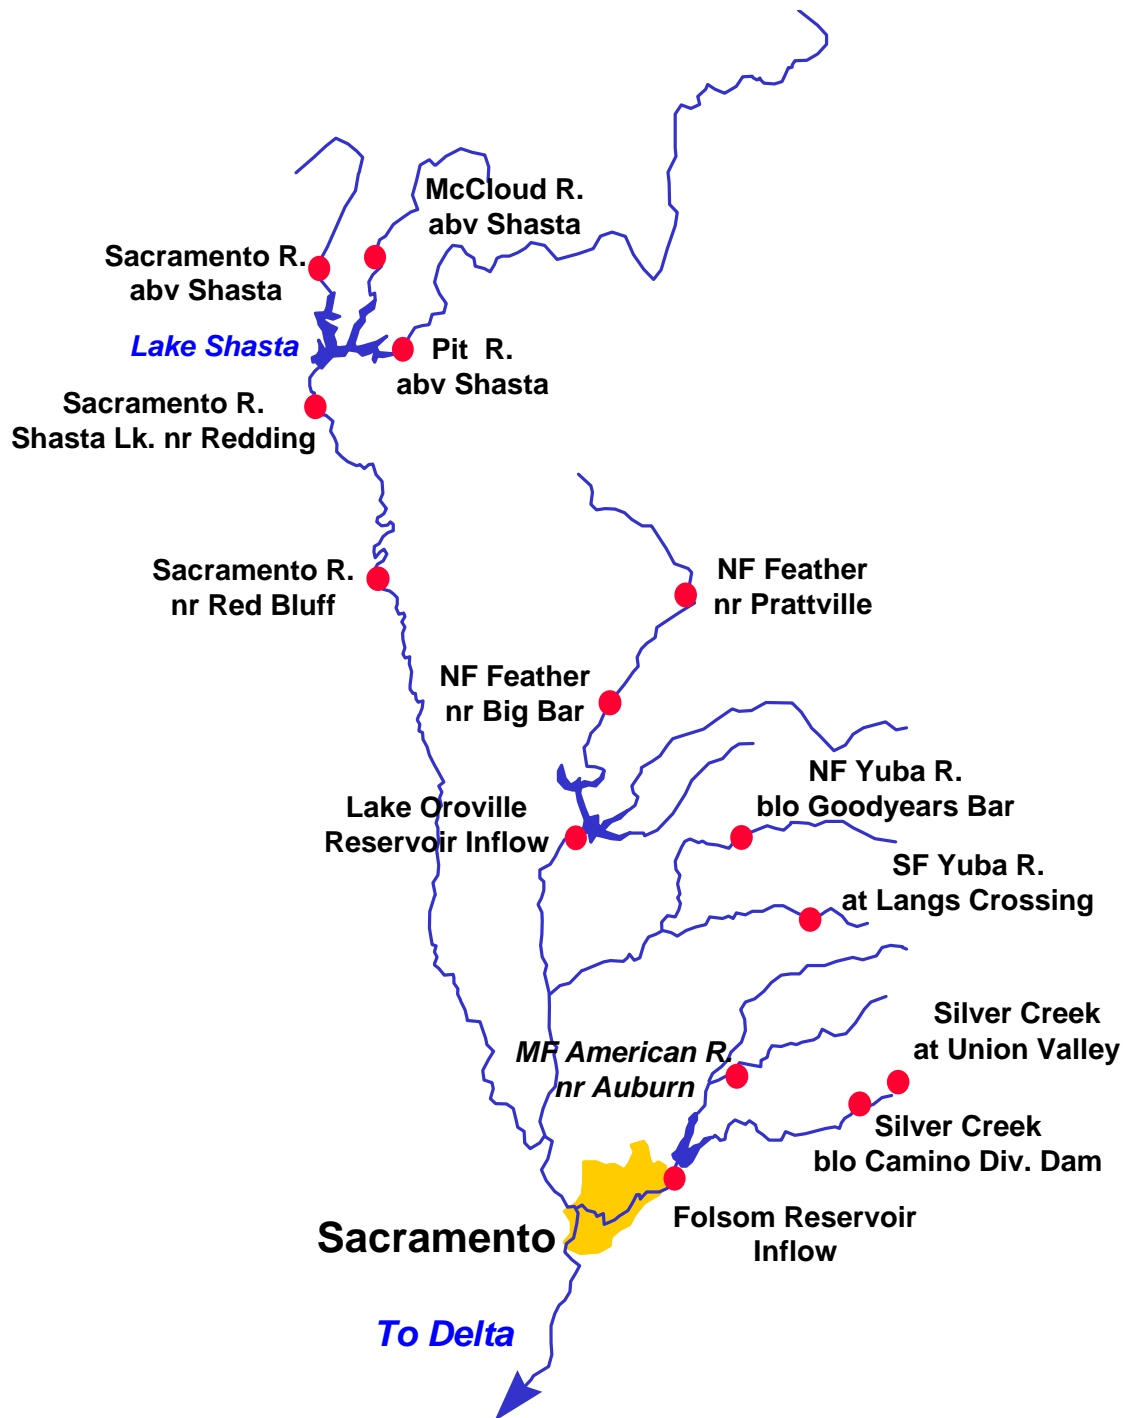 McCloud R.
abv Shasta
Sacramento R.
abv Shasta
Lake Shasta
Pit R.
abv Shasta
Sacramento R.
Shasta Lk. nr Redding
Sacramento R.
nr Red Bluff
NF Feather
nr Prattville
NF Feather
nr Big Bar
NF Yuba R.
blo Goodyears Bar
Lake Oroville
Reservoir Inflow
SF Yuba R.
at Langs Crossing
Silver Creek
at Union Valley
MF American R.
nr Auburn
Silver Creek
blo Camino Div. Dam
Folsom Reservoir
Inflow
Sacramento
To Delta